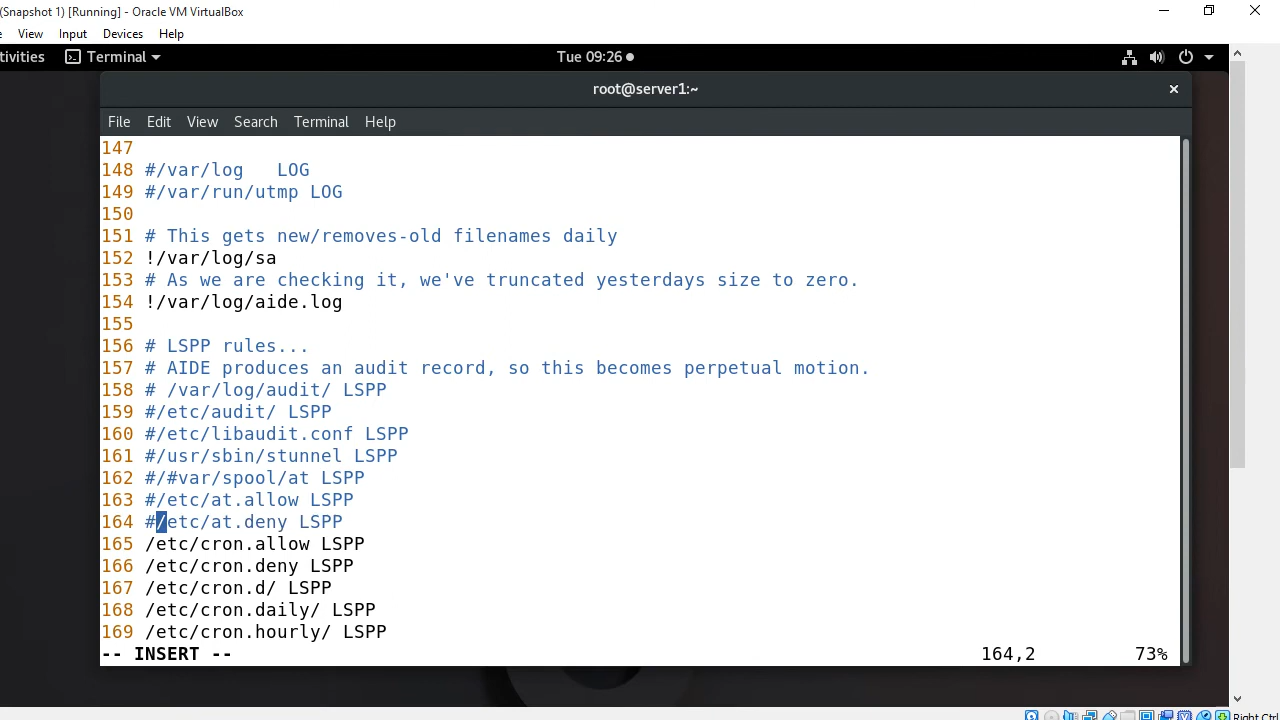 (Snapshot 1) [Running] - Oracle VM VirtualBox
View Input Devices Help
tivities Terminal Tue 09:26
root@server1:~
File Edit View Search Terminal Help
147
148 #/var/log   LOG
149 #/var/run/utmp LOG
150
151 # This gets new/removes-old filenames daily
152 !/var/log/sa
153 # As we are checking it, we've truncated yesterdays size to zero.
154 !/var/log/aide.log
155
156 # LSPP rules...
157 # AIDE produces an audit record, so this becomes perpetual motion.
158 # /var/log/audit/ LSPP
159 #/etc/audit/ LSPP
160 #/etc/libaudit.conf LSPP
161 #/usr/sbin/stunnel LSPP
162 #/#var/spool/at LSPP
163 #/etc/at.allow LSPP
164 #/etc/at.deny LSPP
165 /etc/cron.allow LSPP
166 /etc/cron.deny LSPP
167 /etc/cron.d/ LSPP
168 /etc/cron.daily/ LSPP
169 /etc/cron.hourly/ LSPP
-- INSERT -- 164,2 73%
Right Ctrl